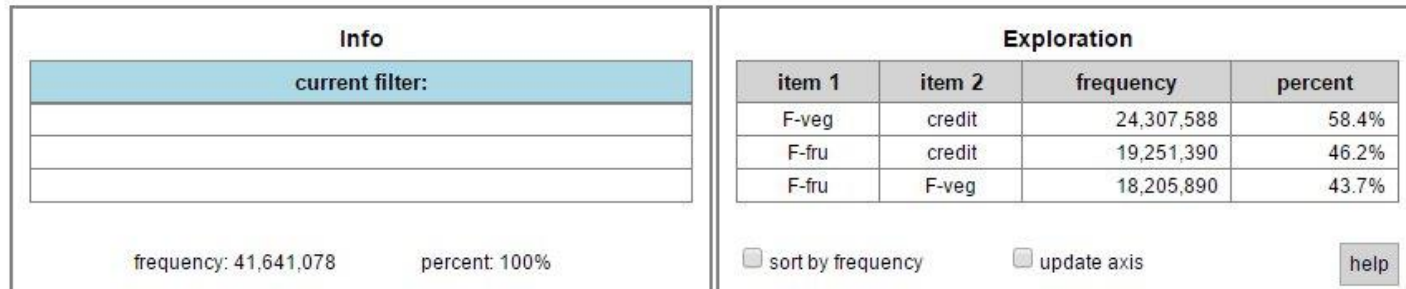 Info
current filter:
frequency: 41,641,078 percent: 100%
Exploration
item 1 item 2 frequency percent
F-veg credit 24,307,588 58.4%
F-fru credit 19,251,390 46.2%
F-fru F-veg 18,205,890 43.7%
sort by frequency update axis help